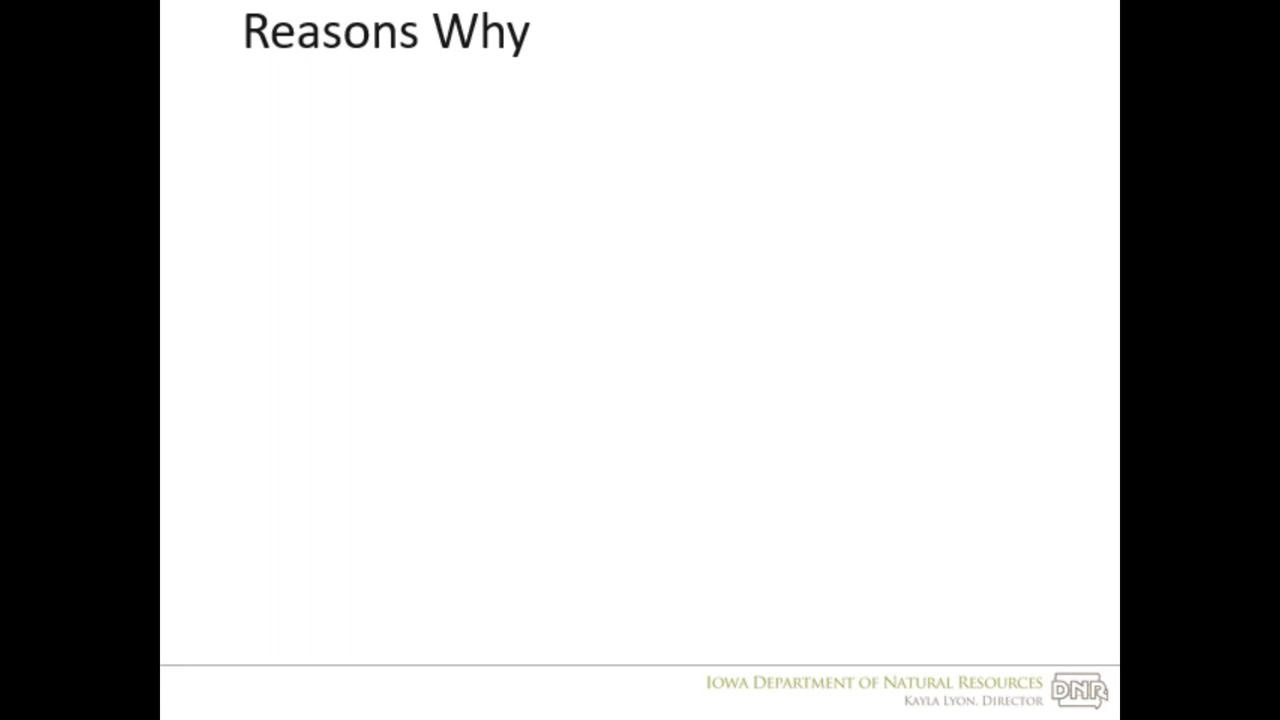 Reasons Why
Iowa Department of Natural Resources
Kayla Lyon, Director
DNR